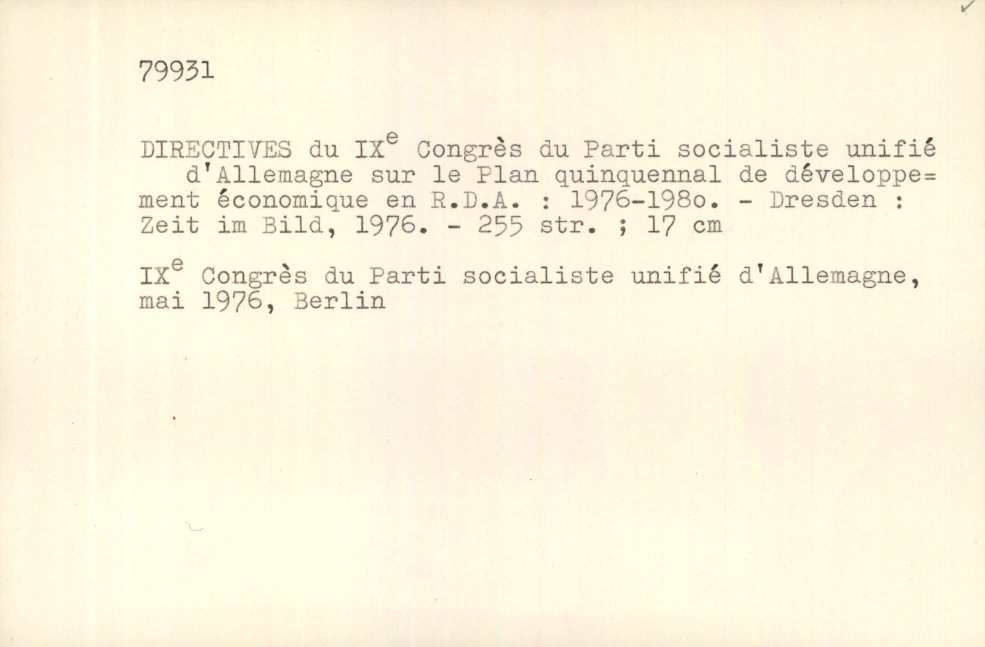 79931
DIRECTIVES du IXe Congrès du Parti socialiste unifié
d'Allemagne sur le Plan quinquennal de développe=
ment économique en R.D.A. : 1976-198o. - Dresden :
Zeit im Bild, 1976. - 255 str. ; 17 cm
IXe Congrès du Parti socialiste unifié d'Allemagne,
mai 1976, Berlin